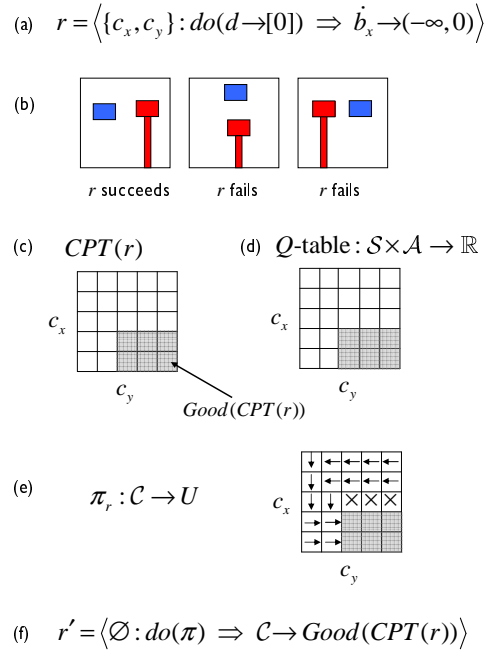 (a) r = ⟨{c_x, c_y} : do(d→[0]) ⇒ ḃ_x→(-∞,0)⟩
(b)
r succeeds r fails r fails
(c) CPT(r) (d) Q-table : 𝒮×𝒜 → ℝ
c_x c_x
c_y c_y
Good(CPT(r))
(e) π_r : 𝒞 → U
c_x
c_y
(f) r′ = ⟨∅ : do(π) ⇒ 𝒞→Good(CPT(r))⟩